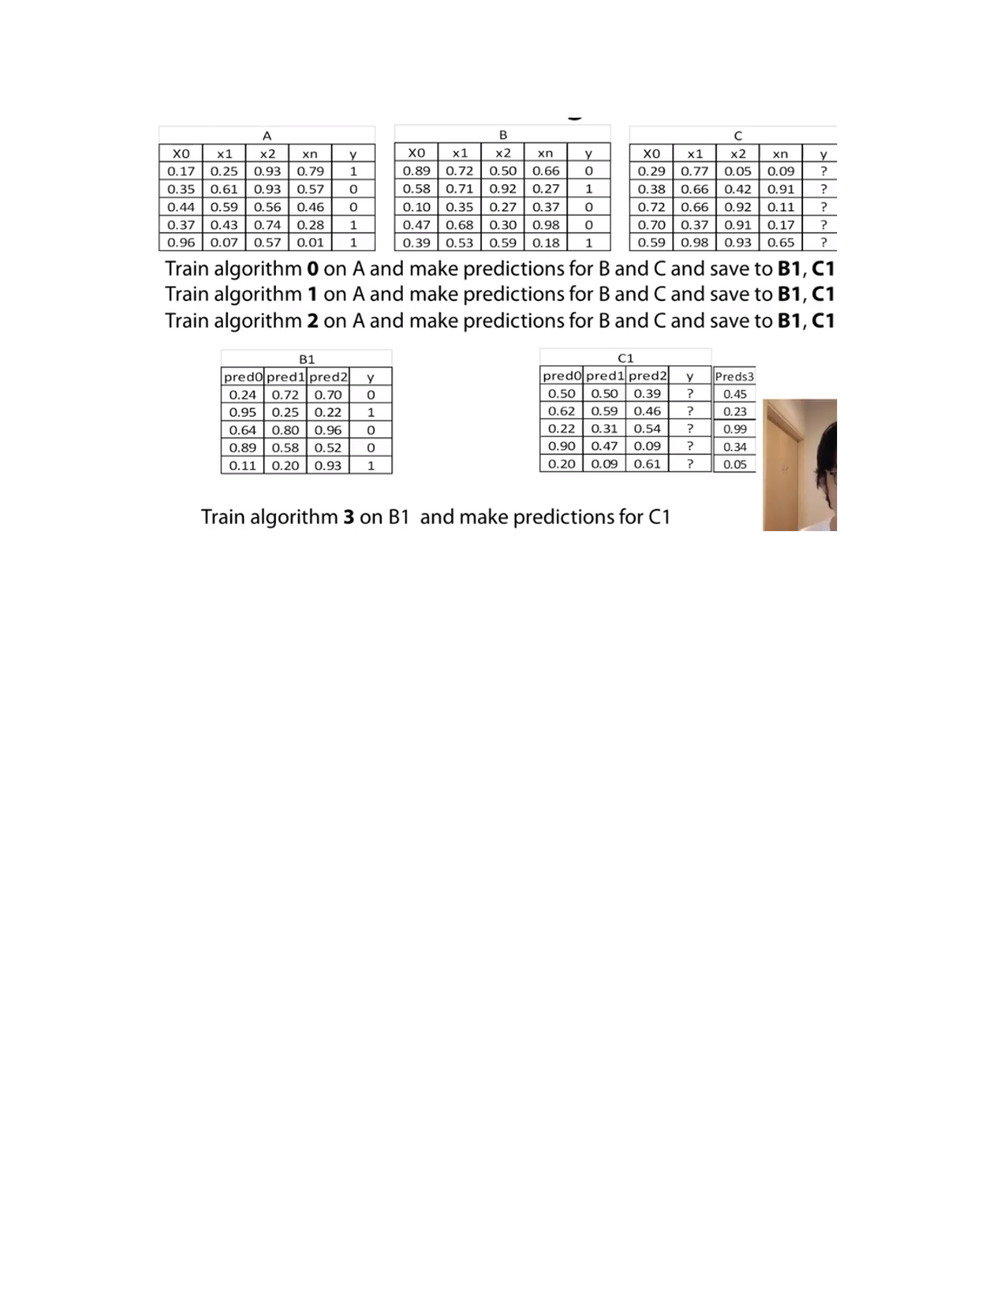 A
X0 x1 x2 xn y
0.17 0.25 0.93 0.79 1
0.35 0.61 0.93 0.57 0
0.44 0.59 0.56 0.46 0
0.37 0.43 0.74 0.28 1
0.96 0.07 0.57 0.01 1
B
X0 x1 x2 xn y
0.89 0.72 0.50 0.66 0
0.58 0.71 0.92 0.27 1
0.10 0.35 0.27 0.37 0
0.47 0.68 0.30 0.98 0
0.39 0.53 0.59 0.18 1
C
X0 x1 x2 xn y
0.29 0.77 0.05 0.09 ?
0.38 0.66 0.42 0.91 ?
0.72 0.66 0.92 0.11 ?
0.70 0.37 0.91 0.17 ?
0.59 0.98 0.93 0.65 ?
Train algorithm 0 on A and make predictions for B and C and save to B1, C1
Train algorithm 1 on A and make predictions for B and C and save to B1, C1
Train algorithm 2 on A and make predictions for B and C and save to B1, C1
B1
pred0 pred1 pred2 y
0.24 0.72 0.70 0
0.95 0.25 0.22 1
0.64 0.80 0.96 0
0.89 0.58 0.52 0
0.11 0.20 0.93 1
C1
pred0 pred1 pred2 y Preds3
0.50 0.50 0.39 ? 0.45
0.62 0.59 0.46 ? 0.23
0.22 0.31 0.54 ? 0.99
0.90 0.47 0.09 ? 0.34
0.20 0.09 0.61 ? 0.05
Train algorithm 3 on B1 and make predictions for C1